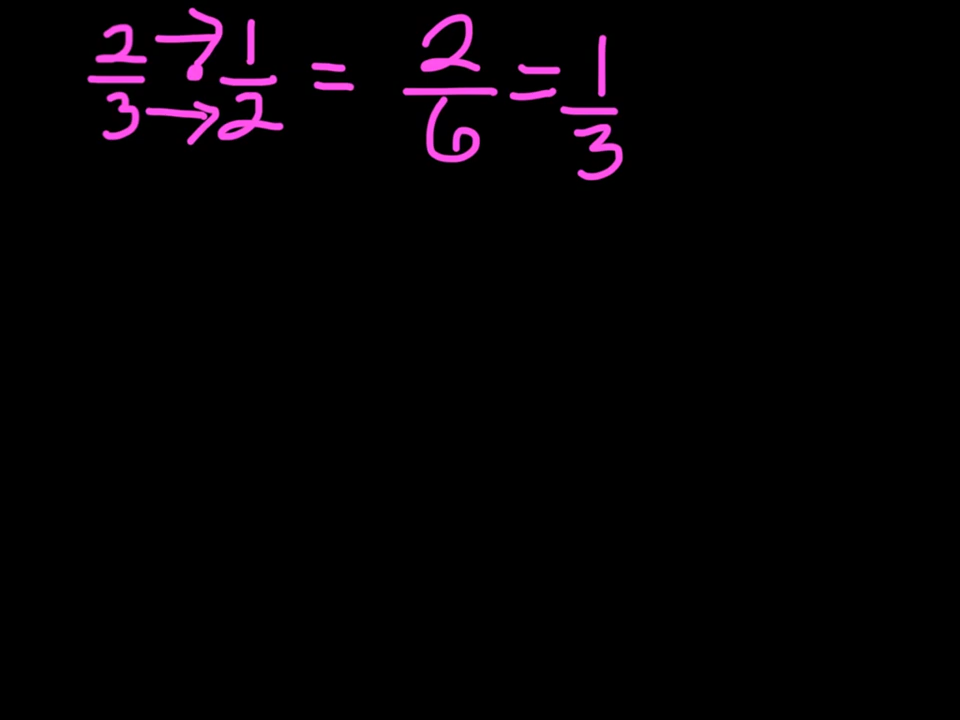 2/3 · 1/2 = 2/6 = 1/3